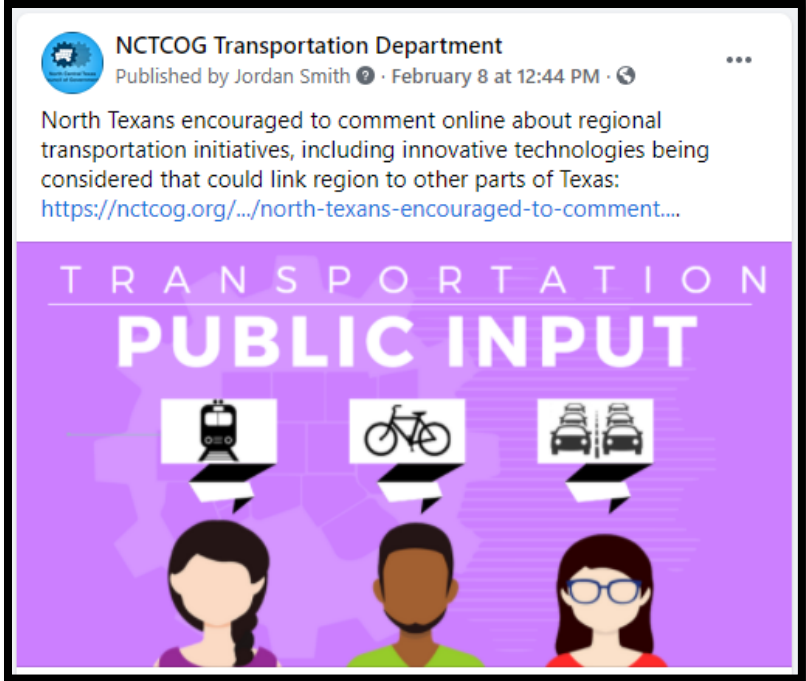 NCTCOG Transportation Department
Published by Jordan Smith · February 8 at 12:44 PM ·
North Texans encouraged to comment online about regional
transportation initiatives, including innovative technologies being
considered that could link region to other parts of Texas:
https://nctcog.org/.../north-texans-encouraged-to-comment....
TRANSPORTATION
PUBLIC INPUT